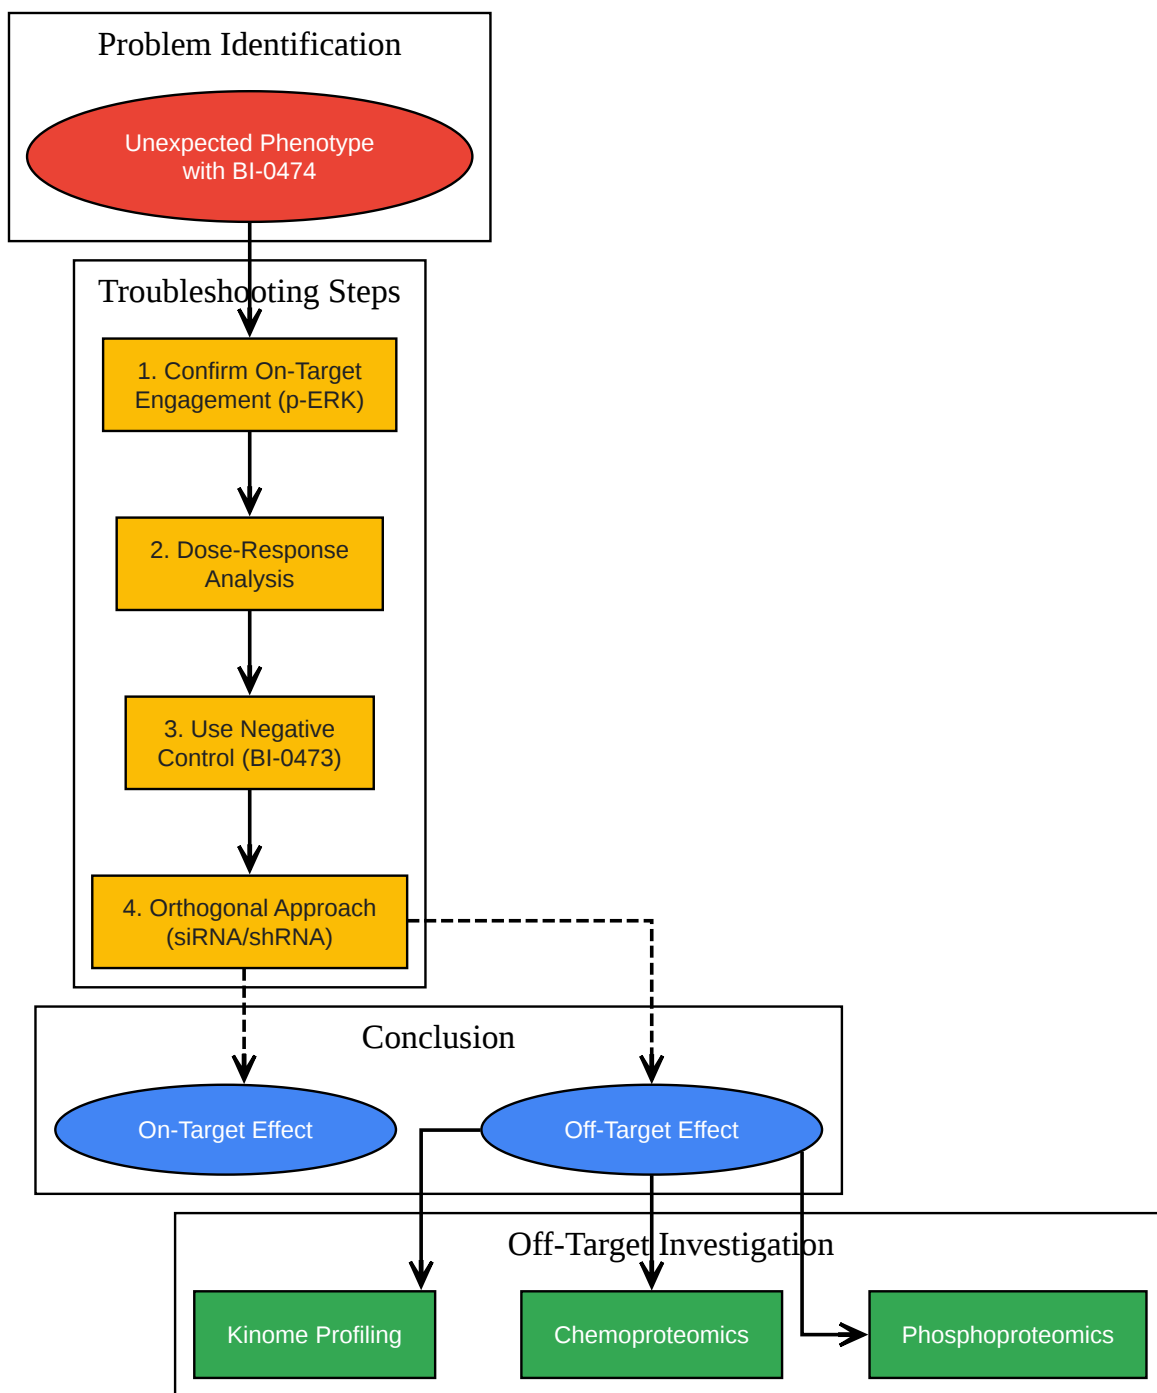 Problem Identification
Unexpected Phenotype
with BI-0474
Troubleshooting Steps
1. Confirm On-Target
Engagement (p-ERK)
2. Dose-Response
Analysis
3. Use Negative
Control (BI-0473)
4. Orthogonal Approach
(siRNA/shRNA)
Conclusion
On-Target Effect
Off-Target Effect
Off-Target Investigation
Kinome Profiling
Chemoproteomics
Phosphoproteomics